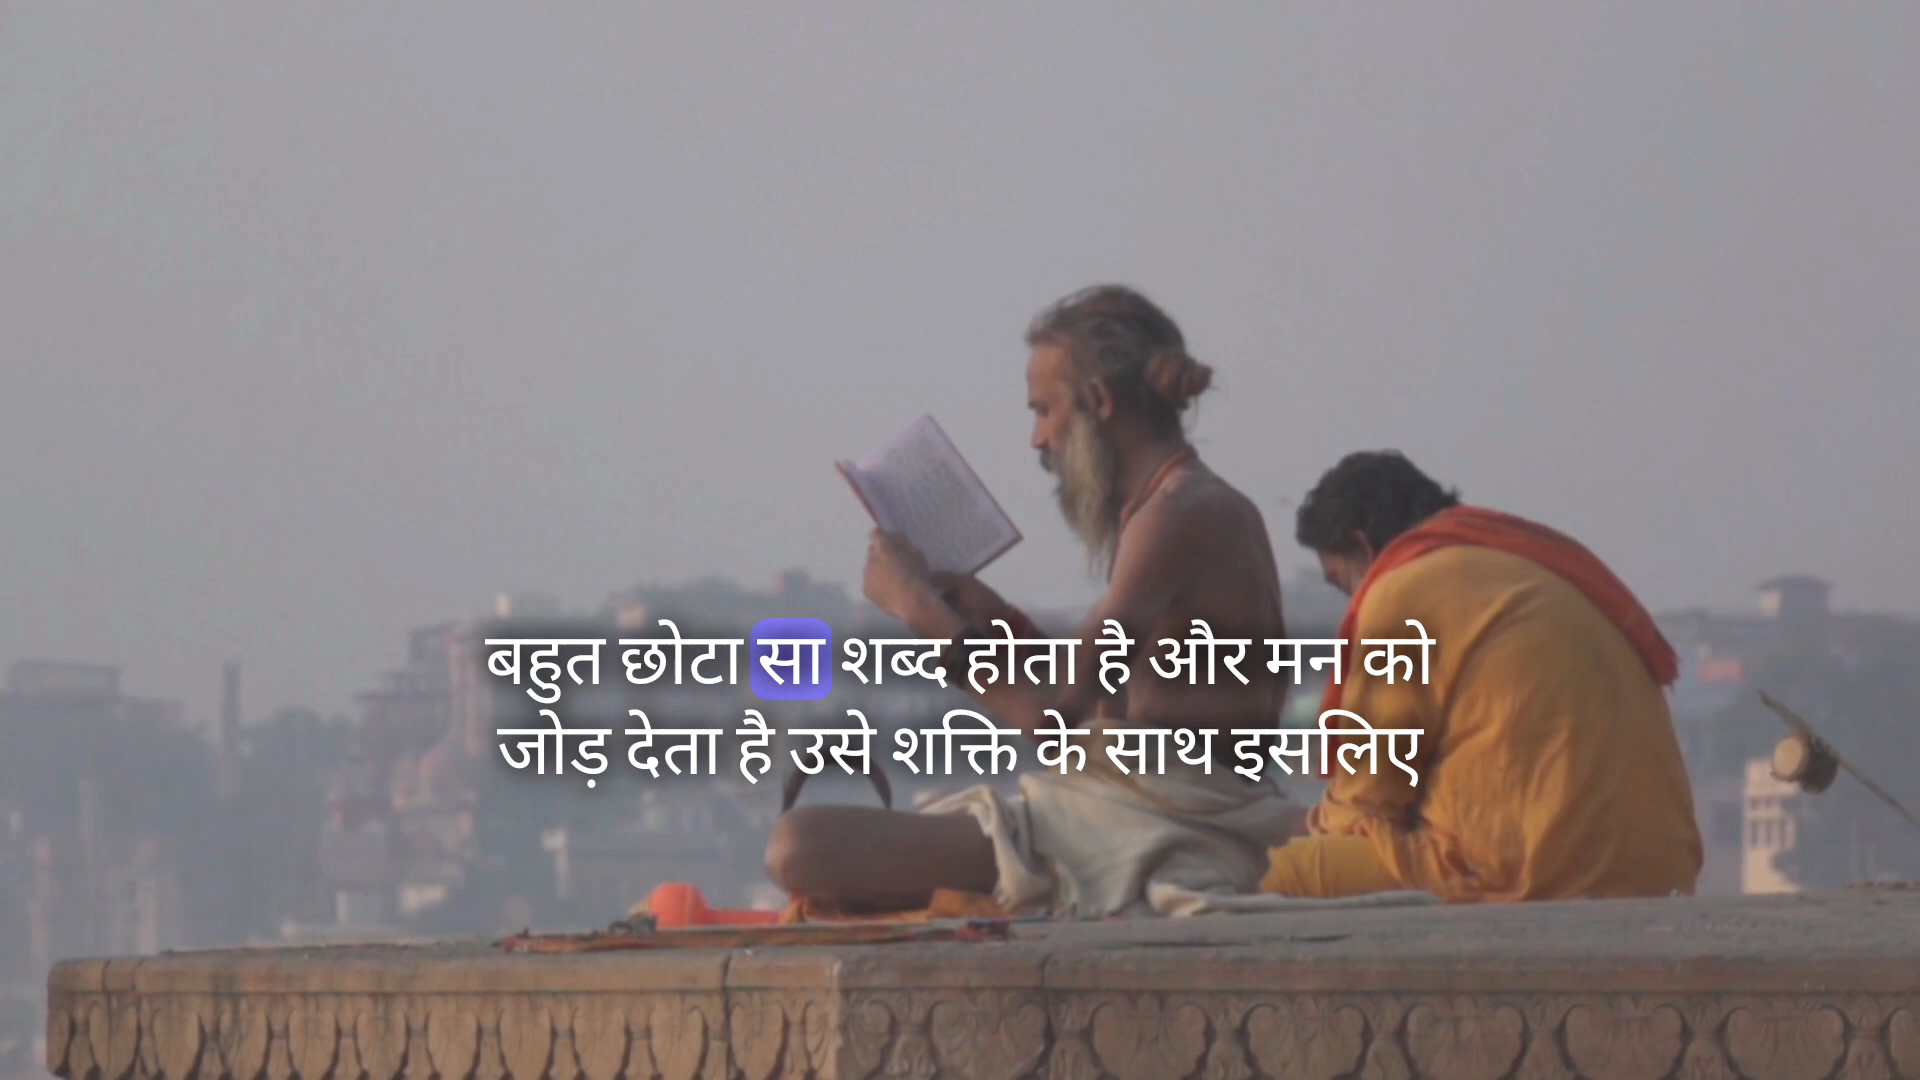 बहुत छोटा सा शब्द होता है और मन को
जोड़ देता है उसे शक्ति के साथ इसलिए